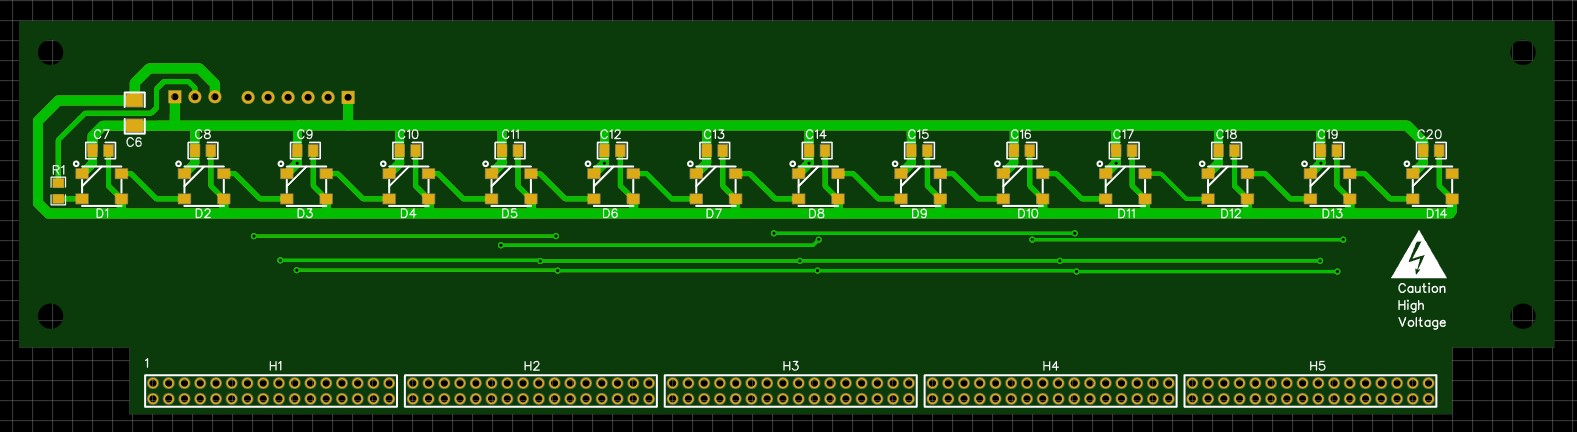 C7 C8 C9 C10 C11 C12 C13 C14 C15 C16 C17 C18 C19 C20
C6
R1
D1 D2 D3 D4 D5 D6 D7 D8 D9 D10 D11 D12 D13 D14
Caution
High
Voltage
1 H1 H2 H3 H4 H5